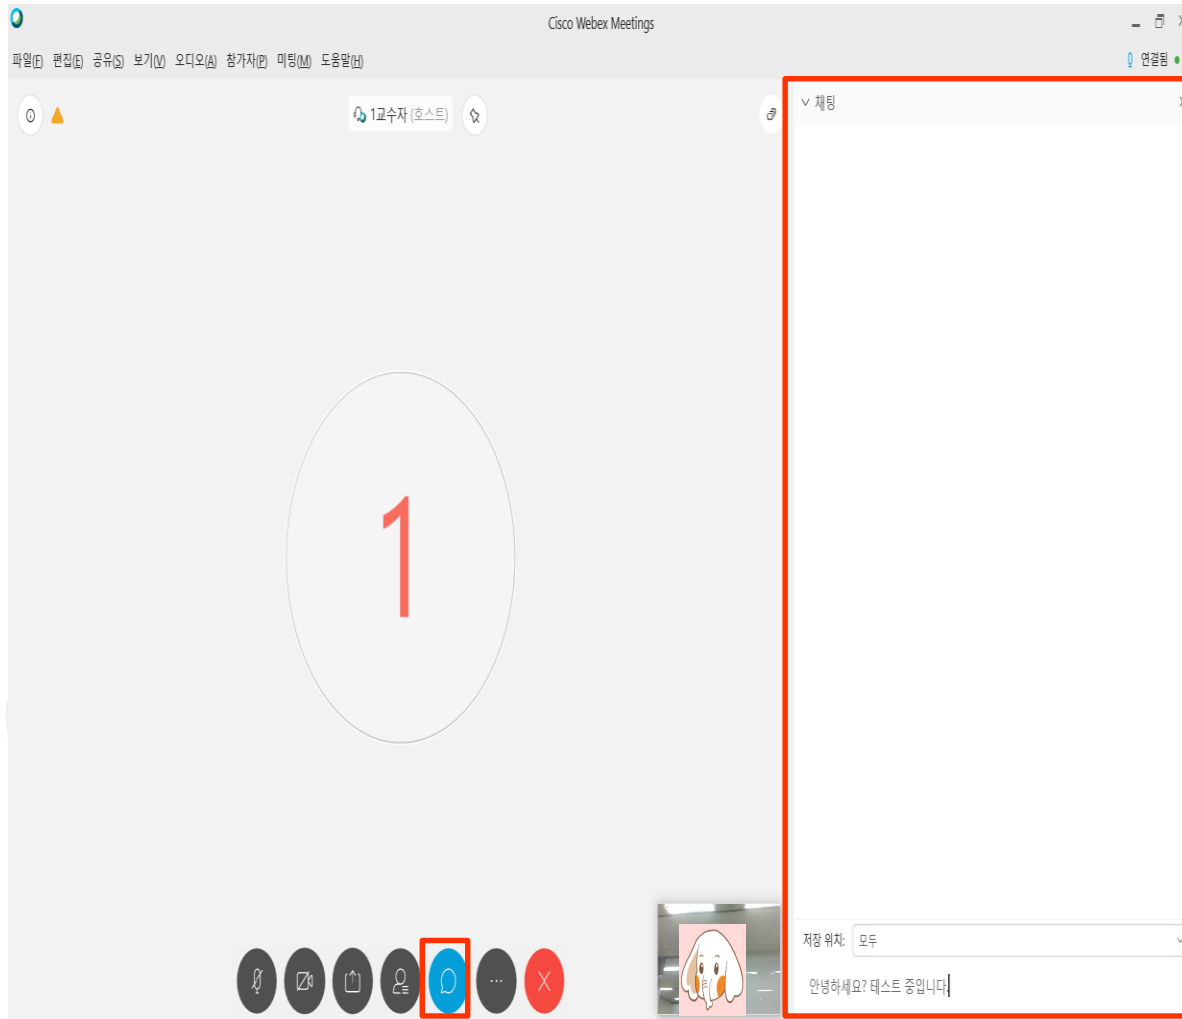 Cisco Webex Meetings
파일(F) 편집(E) 공유(S) 보기(V) 오디오(A) 참가자(P) 미팅(M) 도움말(H)
연결됨
1교수자 (호스트)
채팅
1
저장 위치: 모두
안녕하세요? 테스트 중입니다.